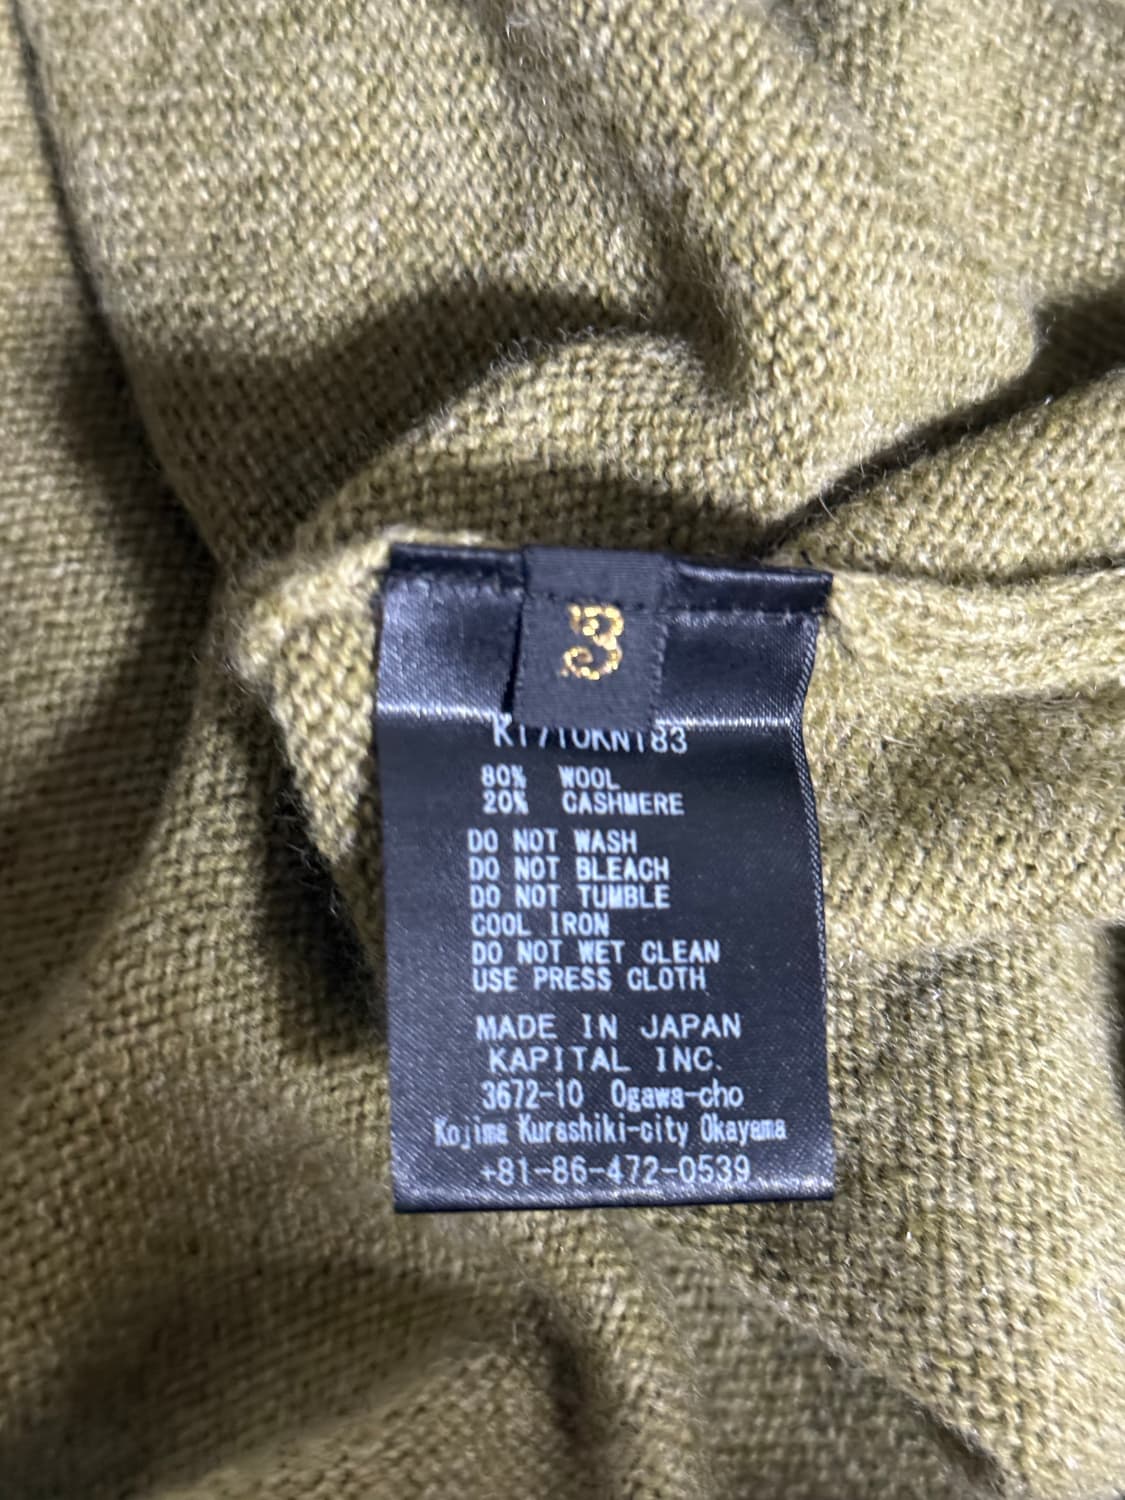 3
K1710KN183
80% WOOL
20% CASHMERE
DO NOT WASH
DO NOT BLEACH
DO NOT TUMBLE
COOL IRON
DO NOT WET CLEAN
USE PRESS CLOTH
MADE IN JAPAN
KAPITAL INC.
3672-10 Ogawa-cho
Kojima Kurashiki-city Okayama
+81-86-472-0539